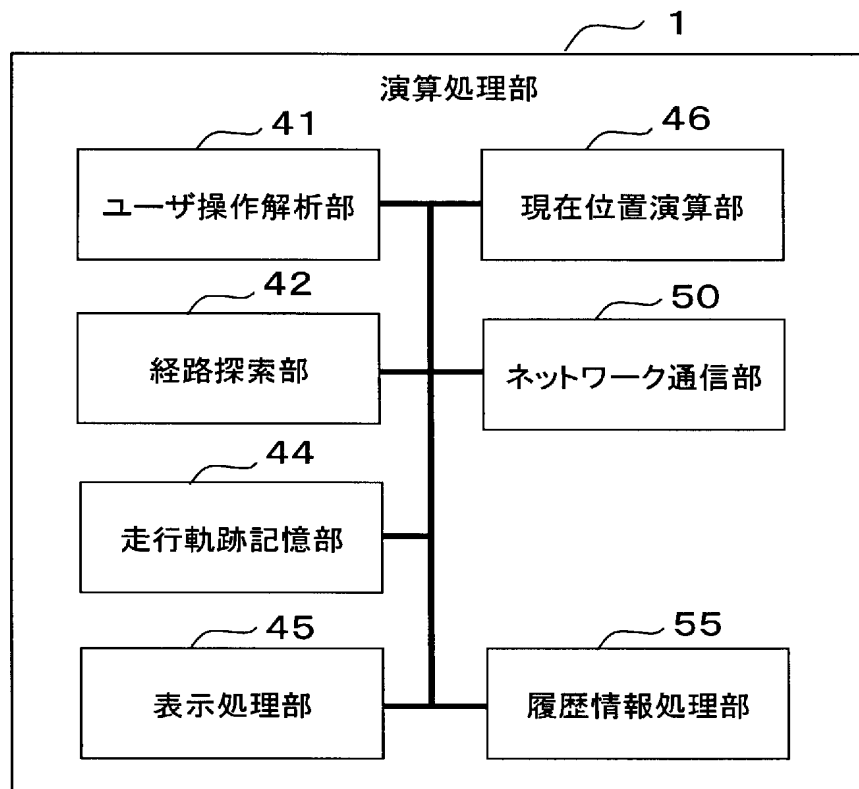 1
演算処理部
41
ユーザ操作解析部
46
現在位置演算部
42
経路探索部
50
ネットワーク通信部
44
走行軌跡記憶部
45
表示処理部
55
履歴情報処理部